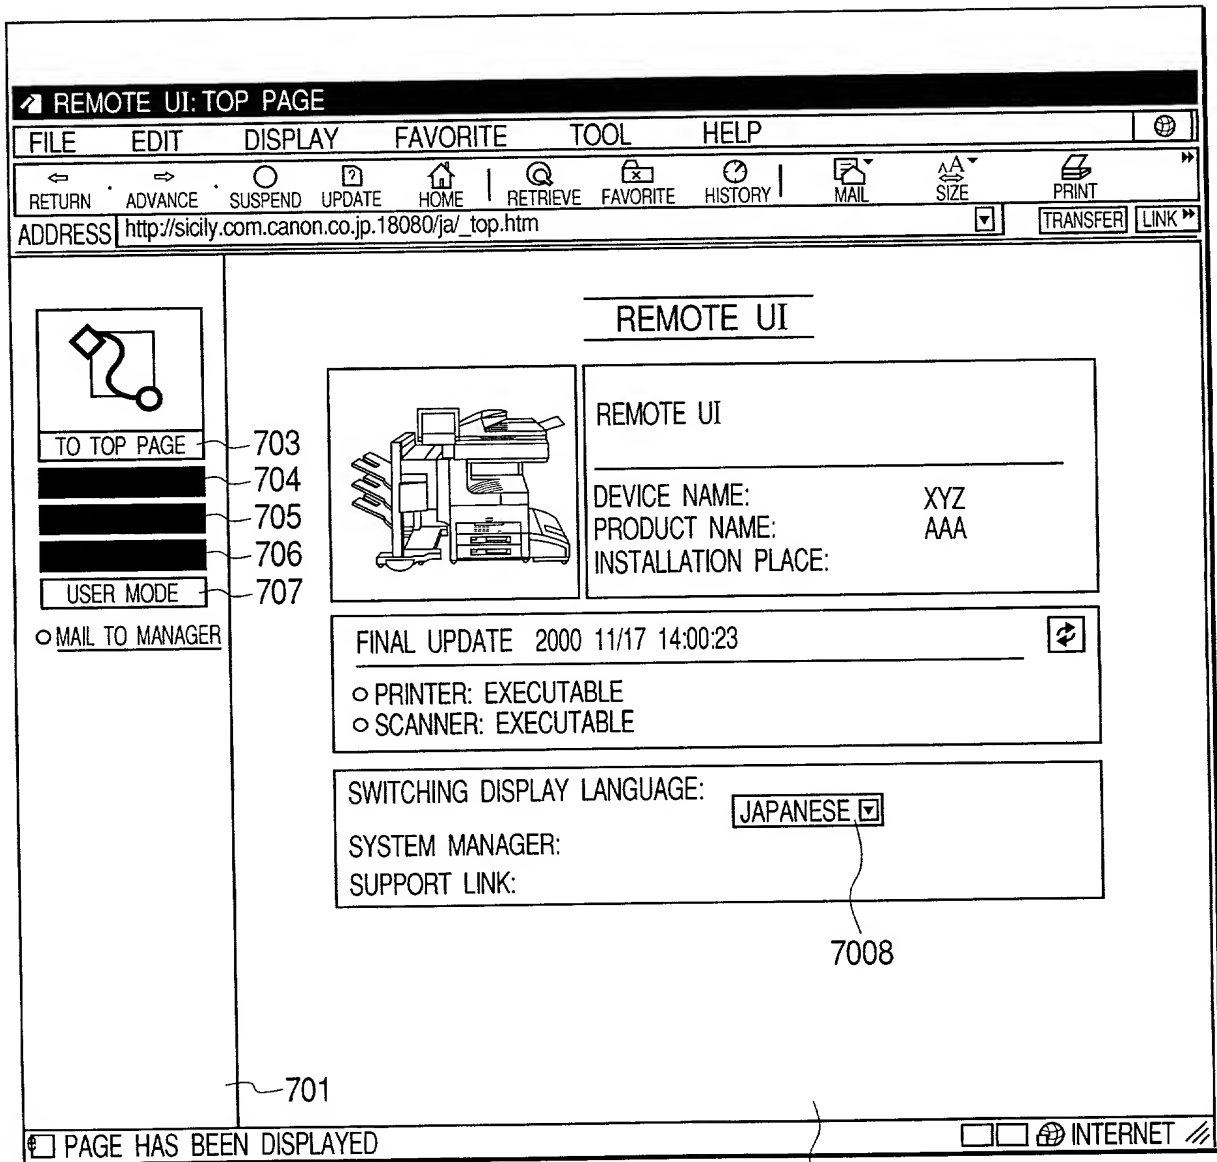 REMOTE UI: TOP PAGE
FILE EDIT DISPLAY FAVORITE TOOL HELP
RETURN ADVANCE SUSPEND UPDATE HOME RETRIEVE FAVORITE HISTORY MAIL SIZE PRINT
ADDRESS http://sicily.com.canon.co.jp.18080/ja/_top.htm TRANSFER LINK
REMOTE UI
TO TOP PAGE 703
704
705
706
USER MODE 707
MAIL TO MANAGER
REMOTE UI
DEVICE NAME: XYZ
PRODUCT NAME: AAA
INSTALLATION PLACE:
FINAL UPDATE 2000 11/17 14:00:23
PRINTER: EXECUTABLE
SCANNER: EXECUTABLE
SWITCHING DISPLAY LANGUAGE: JAPANESE
SYSTEM MANAGER:
SUPPORT LINK:
7008
701
PAGE HAS BEEN DISPLAYED INTERNET